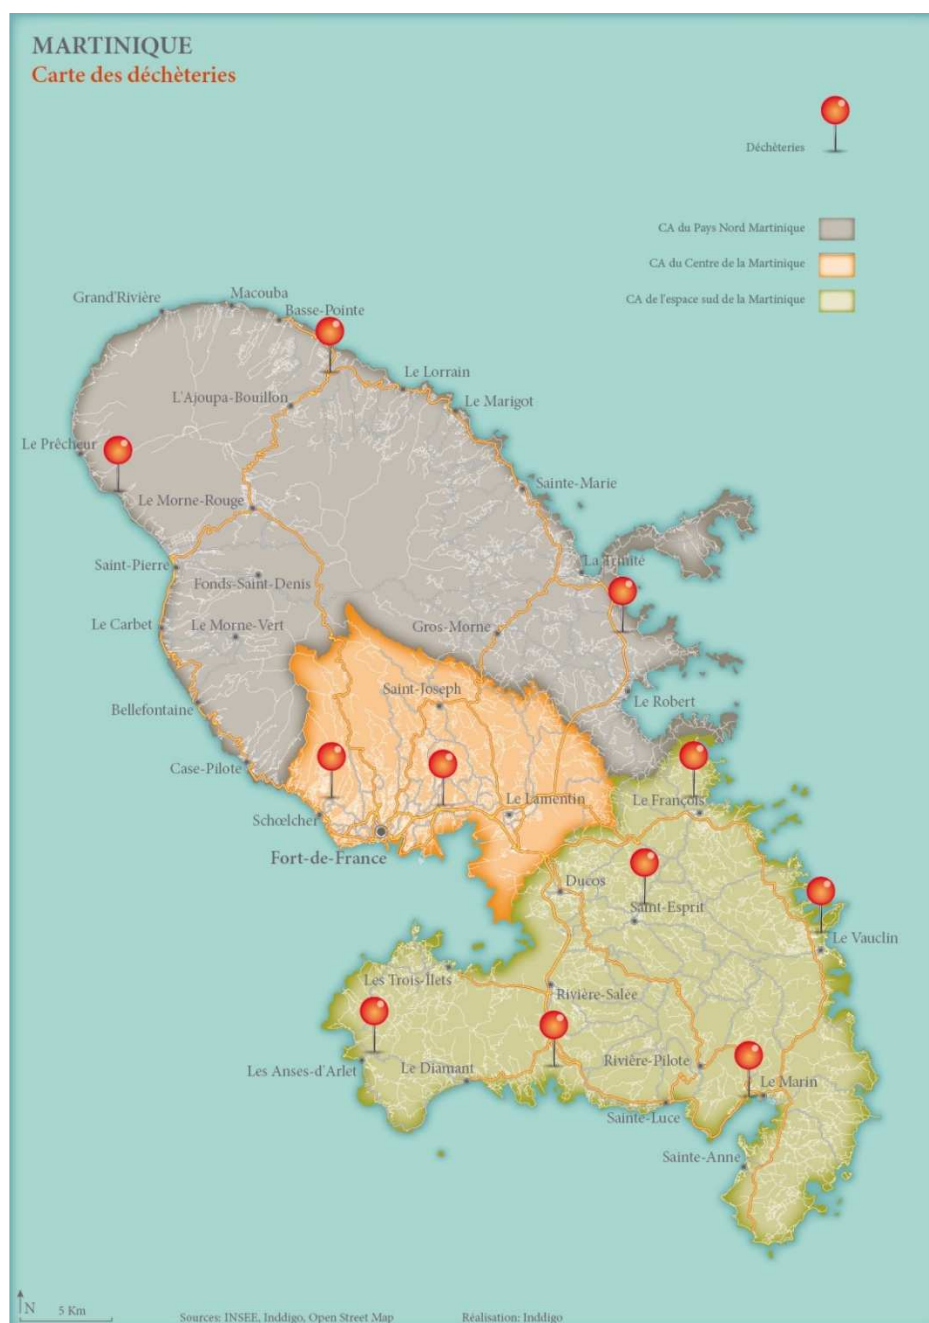 MARTINIQUE
Carte des déchèteries
Déchèteries
CA du Pays Nord Martinique
CA du Centre de la Martinique
CA de l'espace sud de la Martinique
Grand'Rivière
Macouba
Basse-Pointe
Le Lorrain
L'Ajoupa-Bouillon
Le Marigot
Le Prêcheur
Sainte-Marie
Le Morne-Rouge
La Trinité
Saint-Pierre
Fonds-Saint-Denis
Le Carbet
Le Morne-Vert
Gros-Morne
Saint-Joseph
Le Robert
Bellefontaine
Case-Pilote
Le François
Le Lamentin
Schœlcher
Fort-de-France
Ducos
Saint-Esprit
Le Vauclin
Les Trois-Îlets
Rivière-Salée
Rivière-Pilote
Les Anses-d'Arlet
Le Diamant
Le Marin
Sainte-Luce
Sainte-Anne
N
5 Km
Sources: INSEE, Inddigo, Open Street Map
Réalisation: Inddigo